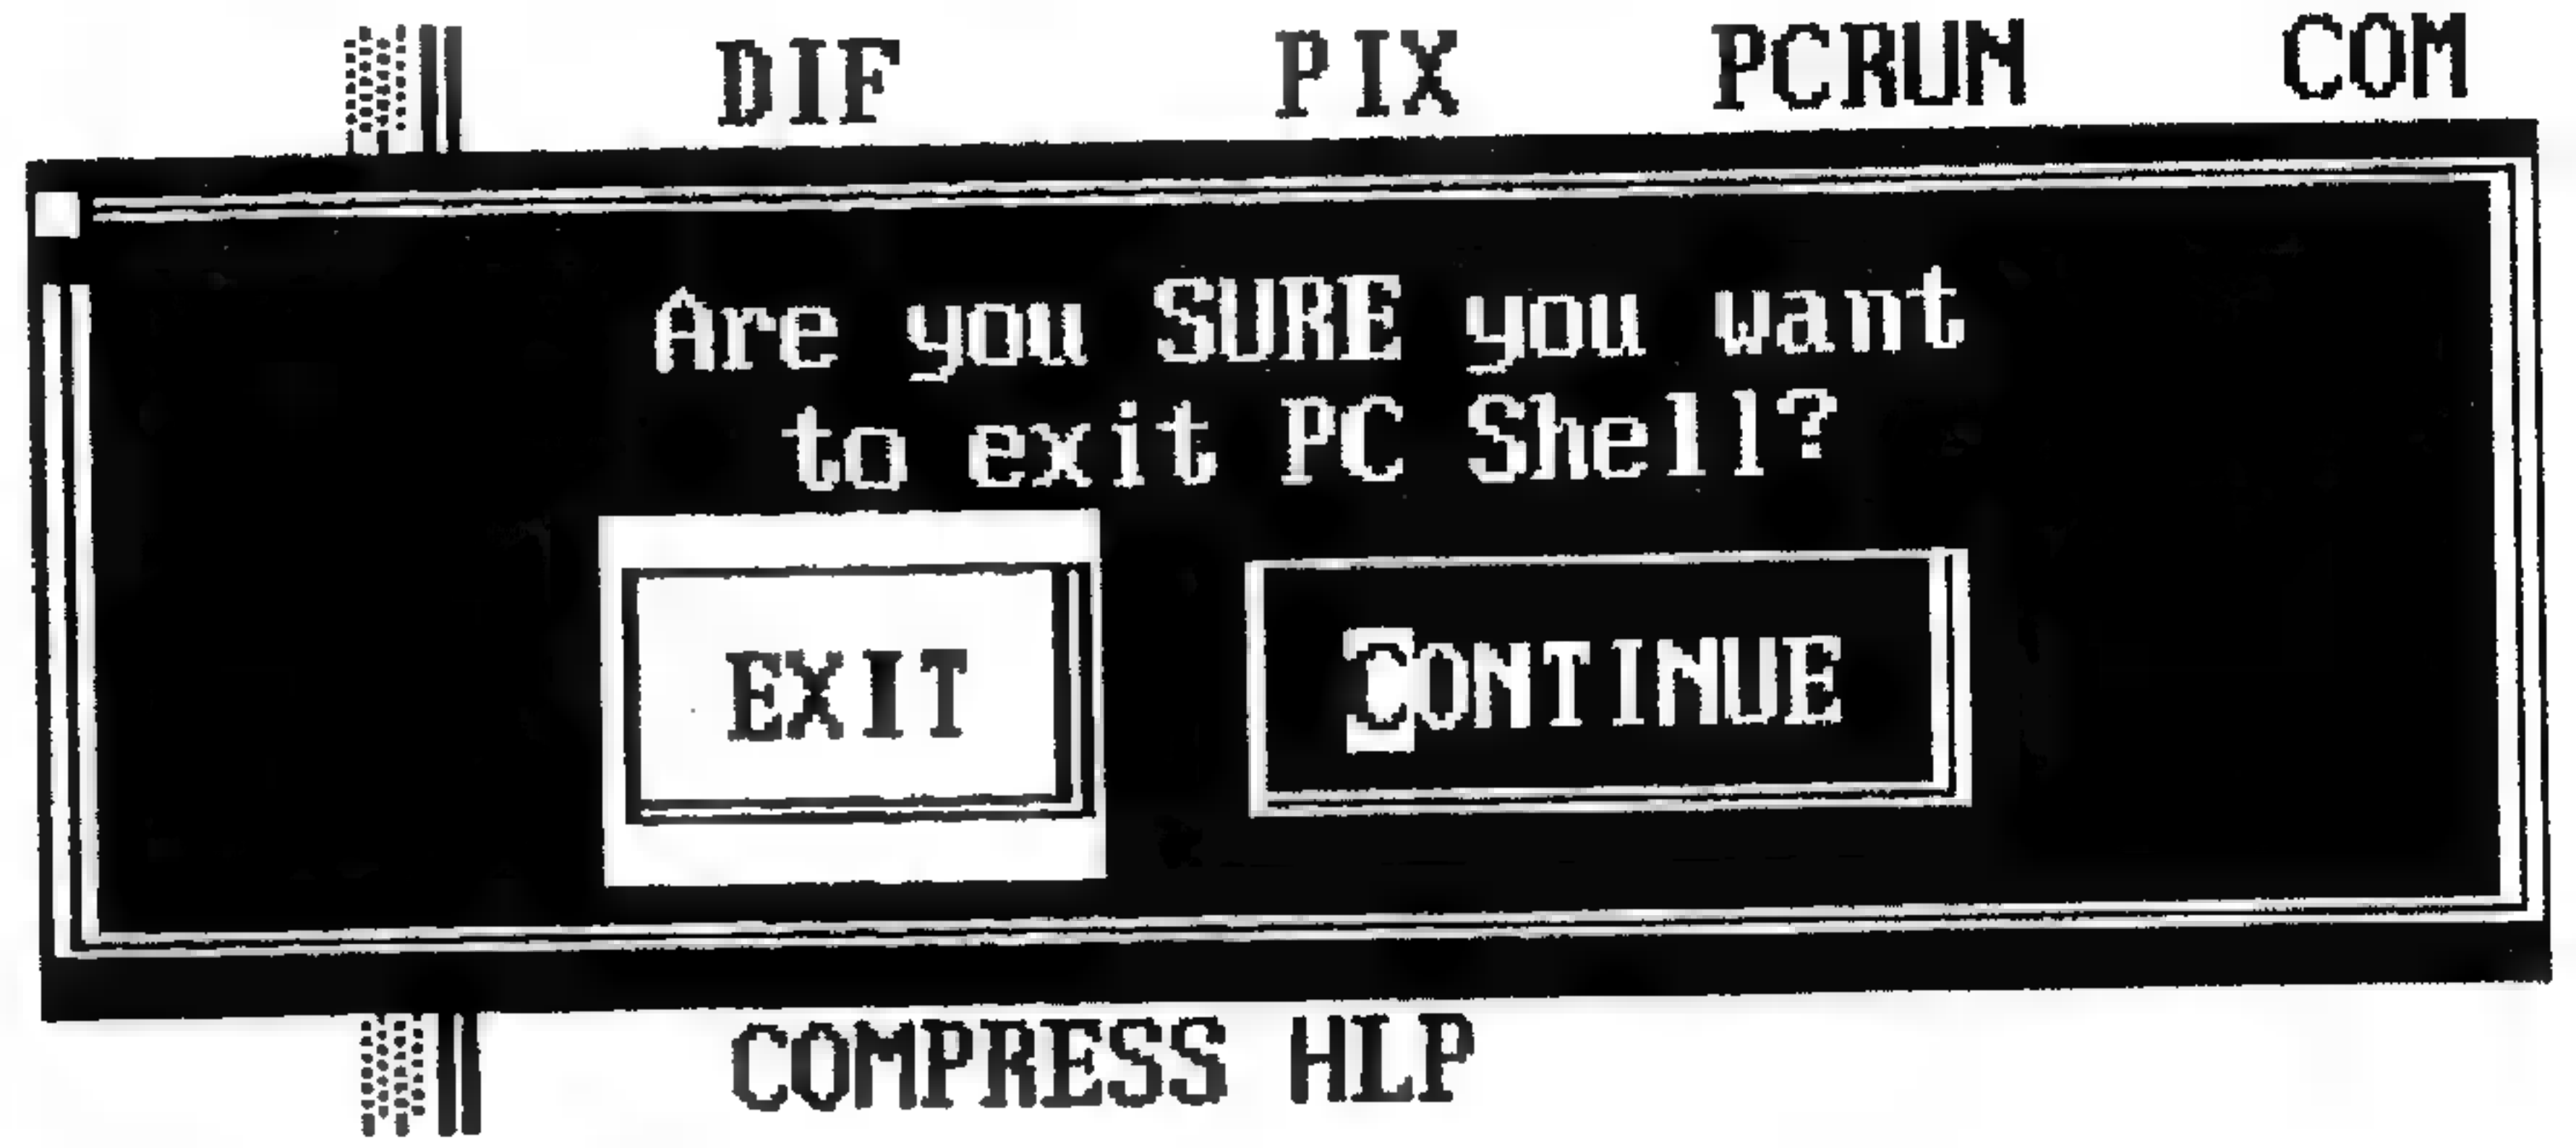 DIF PIX PCRUN COM
Are you SURE you want
to exit PC Shell?
EXIT CONTINUE
COMPRESS HLP